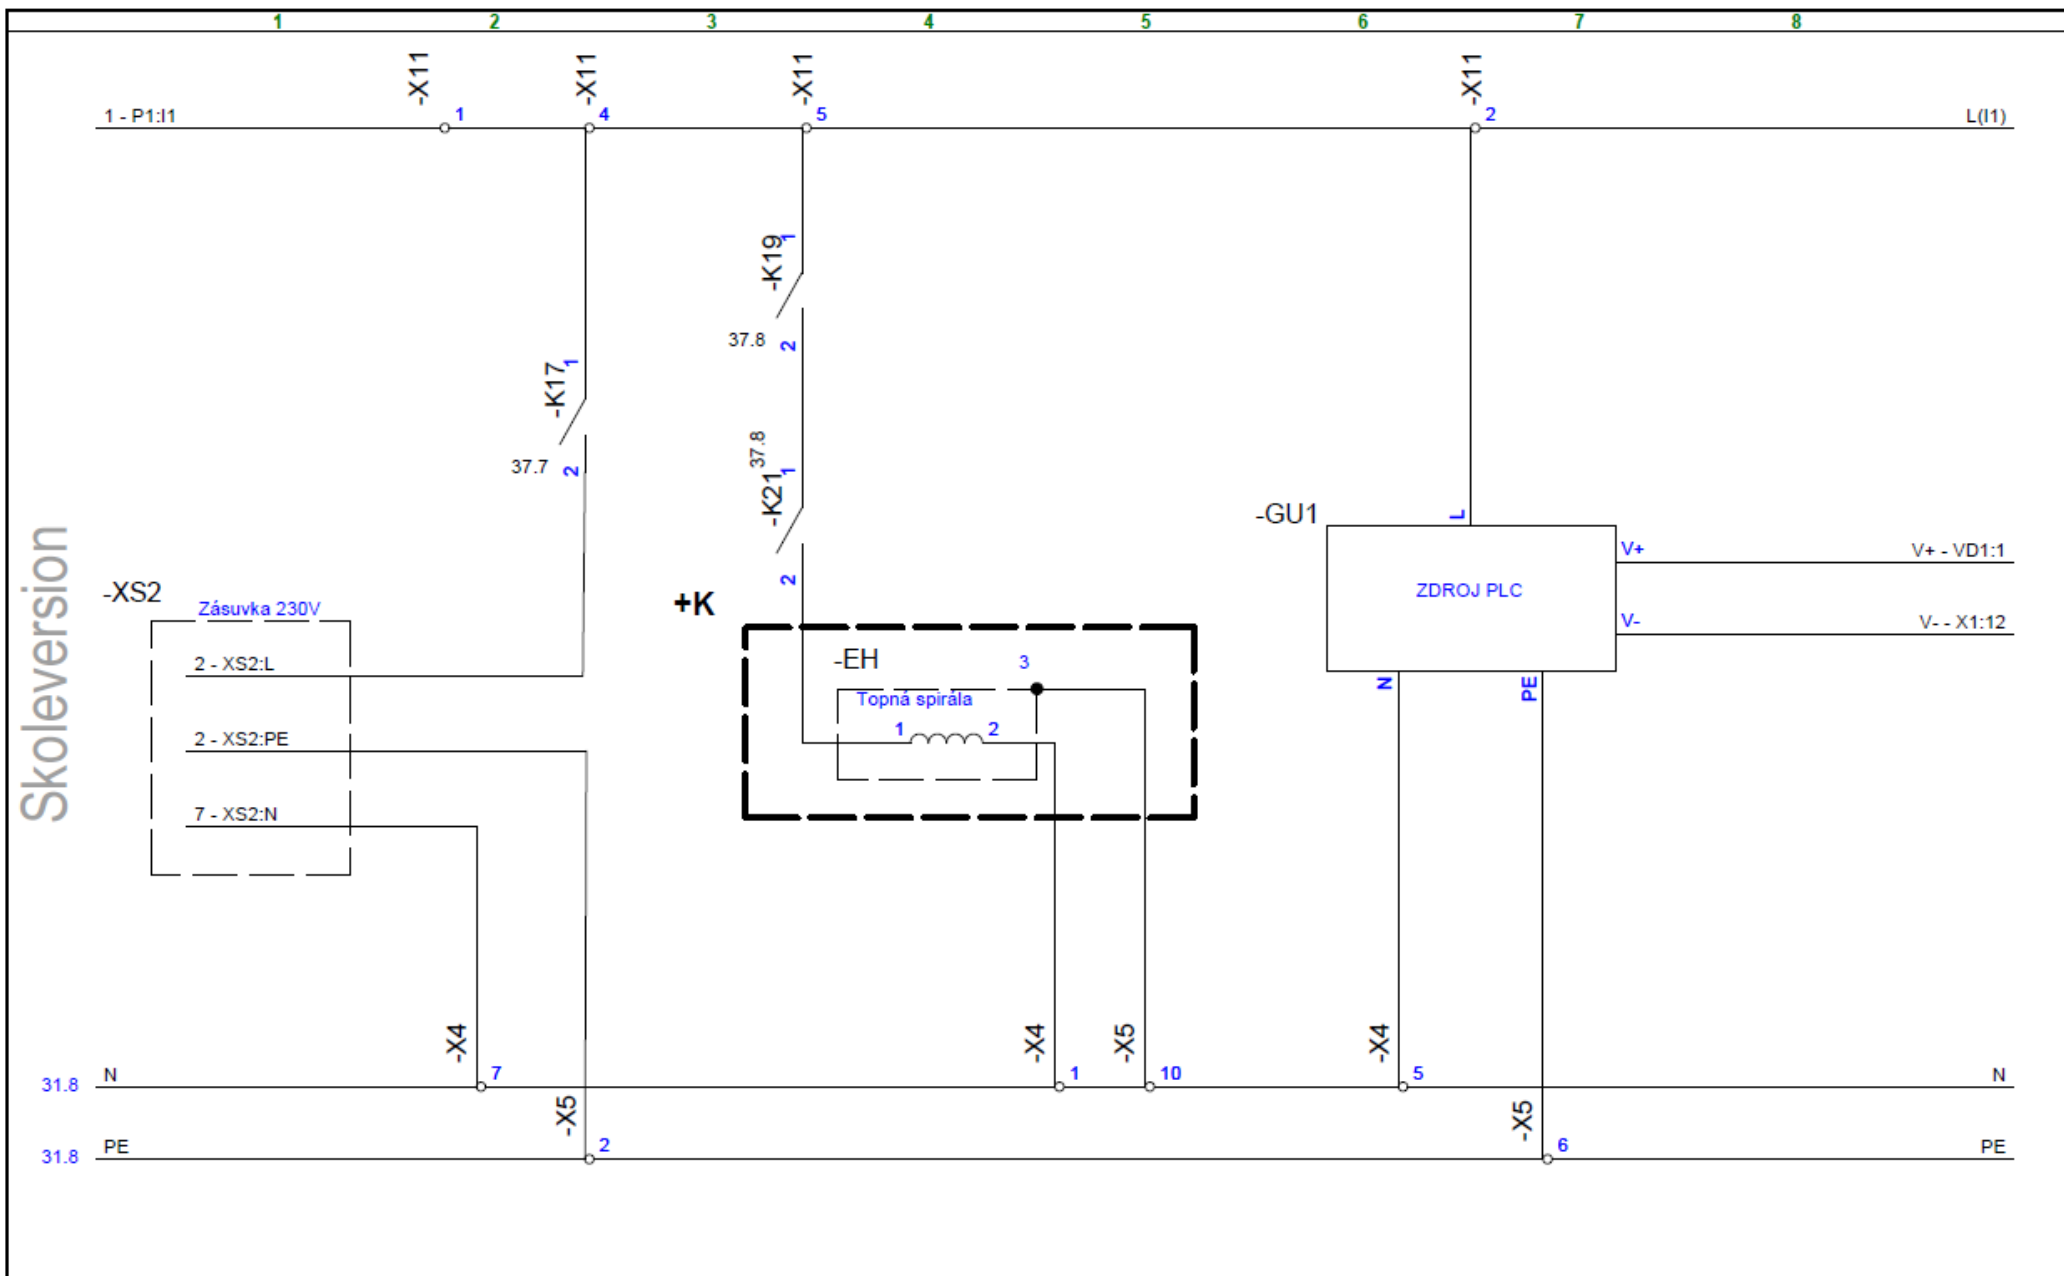 1 2 3 4 5 6 7 8
-X11 -X11 -X11 -X11
1 - P1:I1 1 4 5 2 L(I1)
-K19 1
37.8 2
-K17 1
37.7 2
37.8
-K21 1
2
Skoleversion
-XS2
Zásuvka 230V
2 - XS2:L
2 - XS2:PE
7 - XS2:N
+K
-EH 3
Topná spirála
1 2
-GU1 L
ZDROJ PLC
V+ V+ - VD1:1
V- V- - X1:12
N PE
-X4 -X4 -X5 -X4
31.8 N 7 1 10 5 N
-X5 -X5
31.8 PE 2 6 PE